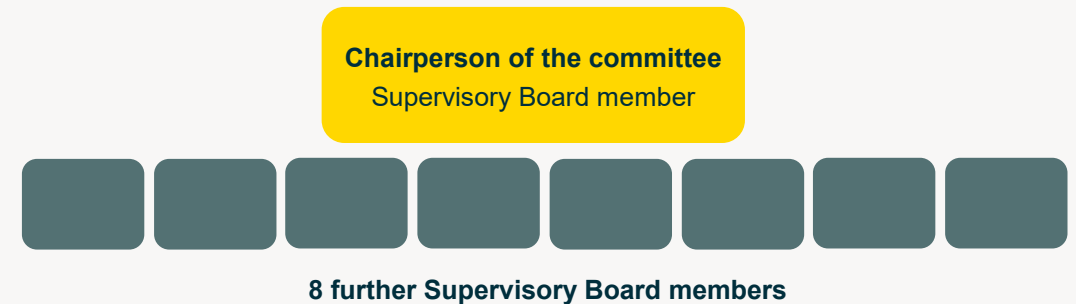 Chairperson of the committee
Supervisory Board member
8 further Supervisory Board members